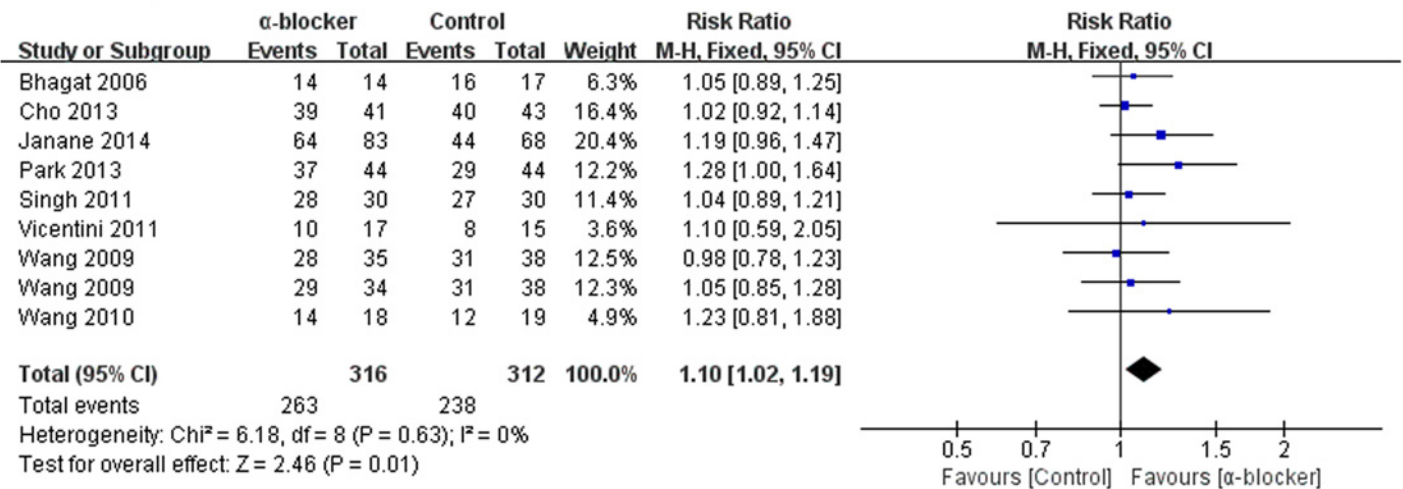 α-blocker Control Risk Ratio Risk Ratio
Study or Subgroup Events Total Events Total Weight M-H, Fixed, 95% CI M-H, Fixed, 95% CI
Bhagat 2006 14 14 16 17 6.3% 1.05 [0.89, 1.25]
Cho 2013 39 41 40 43 16.4% 1.02 [0.92, 1.14]
Janane 2014 64 83 44 68 20.4% 1.19 [0.96, 1.47]
Park 2013 37 44 29 44 12.2% 1.28 [1.00, 1.64]
Singh 2011 28 30 27 30 11.4% 1.04 [0.89, 1.21]
Vicentini 2011 10 17 8 15 3.6% 1.10 [0.59, 2.05]
Wang 2009 28 35 31 38 12.5% 0.98 [0.78, 1.23]
Wang 2009 29 34 31 38 12.3% 1.05 [0.85, 1.28]
Wang 2010 14 18 12 19 4.9% 1.23 [0.81, 1.88]
Total (95% CI) 316 312 100.0% 1.10 [1.02, 1.19]
Total events 263 238
Heterogeneity: Chi² = 6.18, df = 8 (P = 0.63); I² = 0%
Test for overall effect: Z = 2.46 (P = 0.01)
0.5 0.7 1 1.5 2
Favours [Control] Favours [α-blocker]